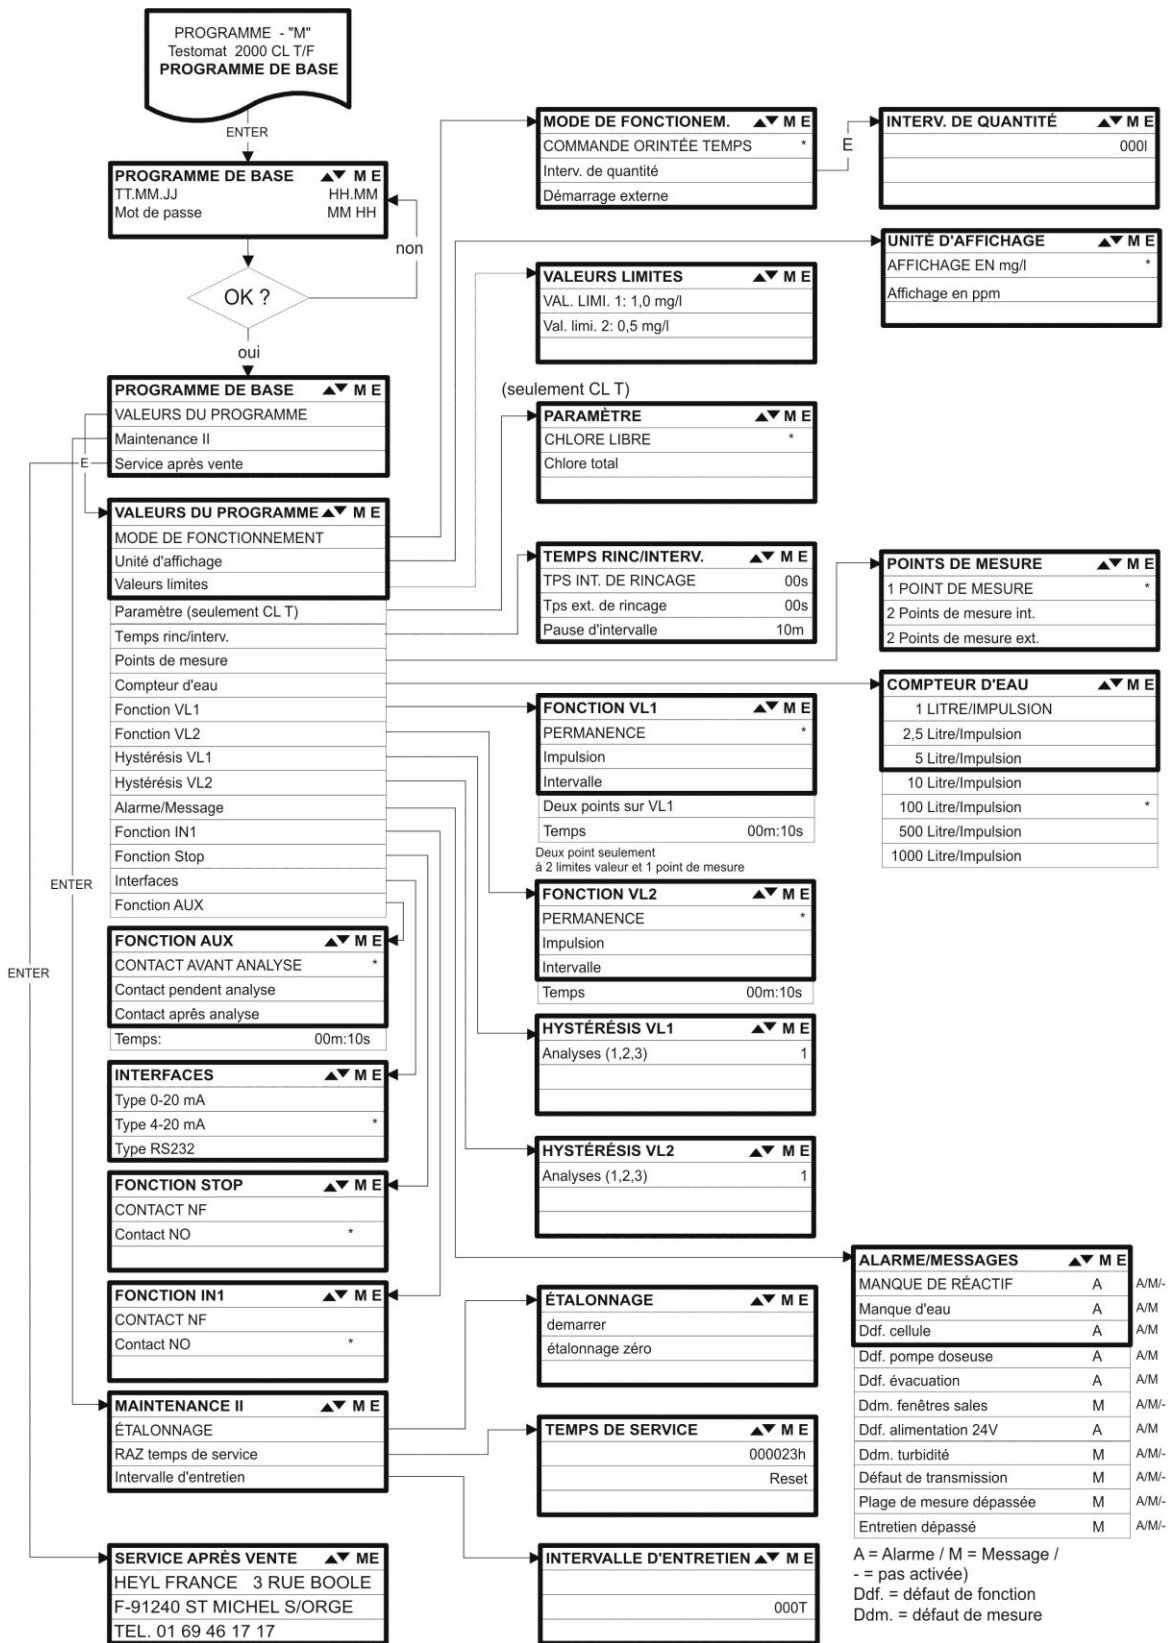 PROGRAMME - "M"
Testomat 2000 CL T/F
PROGRAMME DE BASE
ENTER
PROGRAMME DE BASE ▲▼ M E
TT.MM.JJ HH.MM
Mot de passe MM HH
non
OK ?
oui
PROGRAMME DE BASE ▲▼ M E
VALEURS DU PROGRAMME
Maintenance II
Service après vente
E
VALEURS DU PROGRAMME ▲▼ M E
MODE DE FONCTIONNEMENT
Unité d'affichage
Valeurs limites
Paramètre (seulement CL T)
Temps rinc/interv.
Points de mesure
Compteur d'eau
Fonction VL1
Fonction VL2
Hystérésis VL1
Hystérésis VL2
Alarme/Message
Fonction IN1
Fonction Stop
Interfaces
Fonction AUX
ENTER
ENTER
FONCTION AUX ▲▼ M E
CONTACT AVANT ANALYSE *
Contact pendent analyse
Contact aprês analyse
Temps: 00m:10s
INTERFACES ▲▼ M E
Type 0-20 mA
Type 4-20 mA *
Type RS232
FONCTION STOP ▲▼ M E
CONTACT NF
Contact NO *
FONCTION IN1 ▲▼ M E
CONTACT NF
Contact NO *
MAINTENANCE II ▲▼ M E
ÉTALONNAGE
RAZ temps de service
Intervalle d'entretien
SERVICE APRÈS VENTE ▲▼ ME
HEYL FRANCE 3 RUE BOOLE
F-91240 ST MICHEL S/ORGE
TEL. 01 69 46 17 17
MODE DE FONCTIONEM. ▲▼ M E
COMMANDE ORINTÉE TEMPS *
Interv. de quantité
Démarrage externe
E
INTERV. DE QUANTITÉ ▲▼ M E
000l
UNITÉ D'AFFICHAGE ▲▼ M E
AFFICHAGE EN mg/l *
Affichage en ppm
VALEURS LIMITES ▲▼ M E
VAL. LIMI. 1: 1,0 mg/l
Val. limi. 2: 0,5 mg/l
(seulement CL T)
PARAMÈTRE ▲▼ M E
CHLORE LIBRE *
Chlore total
TEMPS RINC/INTERV. ▲▼ M E
TPS INT. DE RINCAGE 00s
Tps ext. de rincage 00s
Pause d'intervalle 10m
POINTS DE MESURE ▲▼ M E
1 POINT DE MESURE *
2 Points de mesure int.
2 Points de mesure ext.
COMPTEUR D'EAU ▲▼ M E
1 LITRE/IMPULSION
2,5 Litre/Impulsion
5 Litre/Impulsion
10 Litre/Impulsion
100 Litre/Impulsion *
500 Litre/Impulsion
1000 Litre/Impulsion
FONCTION VL1 ▲▼ M E
PERMANENCE *
Impulsion
Intervalle
Deux points sur VL1
Temps 00m:10s
Deux point seulement
à 2 limites valeur et 1 point de mesure
FONCTION VL2 ▲▼ M E
PERMANENCE *
Impulsion
Intervalle
Temps 00m:10s
HYSTÉRÉSIS VL1 ▲▼ M E
Analyses (1,2,3) 1
HYSTÉRÉSIS VL2 ▲▼ M E
Analyses (1,2,3) 1
ALARME/MESSAGES ▲▼ M E
MANQUE DE RÉACTIF A A/M/-
Manque d'eau A A/M
Ddf. cellule A A/M
Ddf. pompe doseuse A A/M
Ddf. évacuation A A/M
Ddm. fenêtres sales M A/M/-
Ddf. alimentation 24V A A/M
Ddm. turbidité M A/M/-
Défaut de transmission M A/M/-
Plage de mesure dépassée M A/M/-
Entretien dépassé M A/M/-
A = Alarme / M = Message /
- = pas activée)
Ddf. = défaut de fonction
Ddm. = défaut de mesure
ÉTALONNAGE ▲▼ M E
demarrer
étalonnage zéro
TEMPS DE SERVICE ▲▼ M E
000023h
Reset
INTERVALLE D'ENTRETIEN ▲▼ M E
000T